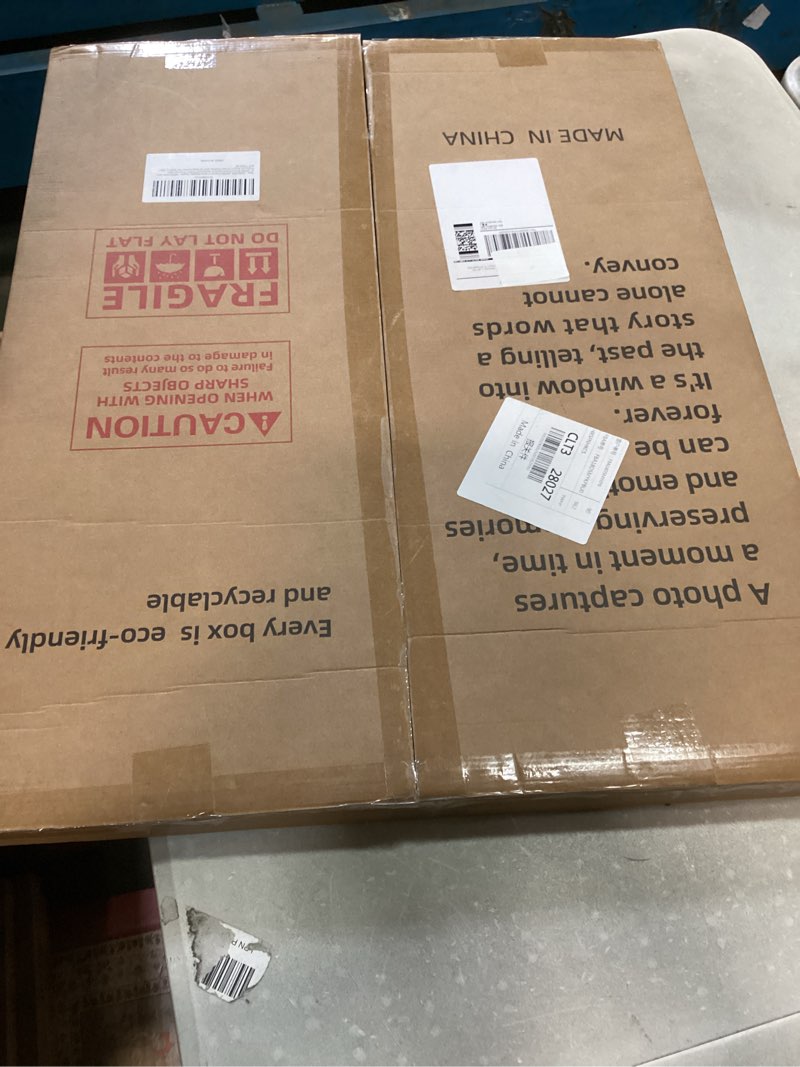 MADE IN CHINA
A photo captures
a moment in time,
preserving mories
and emot
can be
forever.
It's a window into
the past, telling a
story that words
alone cannot
convey.
CLT3 28027
Made in China
Every box is eco-friendly
and recyclable
CAUTION
WHEN OPENING WITH
SHARP OBJECTS
Failure to do so many result
in damage to the contents
FRAGILE
DO NOT LAY FLAT